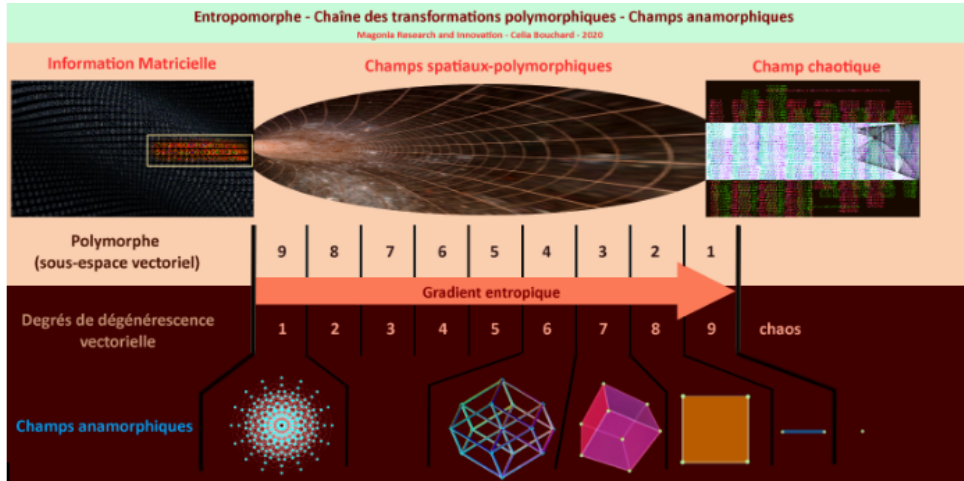 Entropomorphe - Chaîne des transformations polymorphiques - Champs anamorphiques
Magonia Research and Innovation - Celia Bouchard - 2020
Information Matricielle
Champs spatiaux-polymorphiques
Champ chaotique
Polymorphe
(sous-espace vectoriel)
9 8 7 6 5 4 3 2 1
Gradient entropique
Degrés de dégénérescence
vectorielle
1 2 3 4 5 6 7 8 9 chaos
Champs anamorphiques